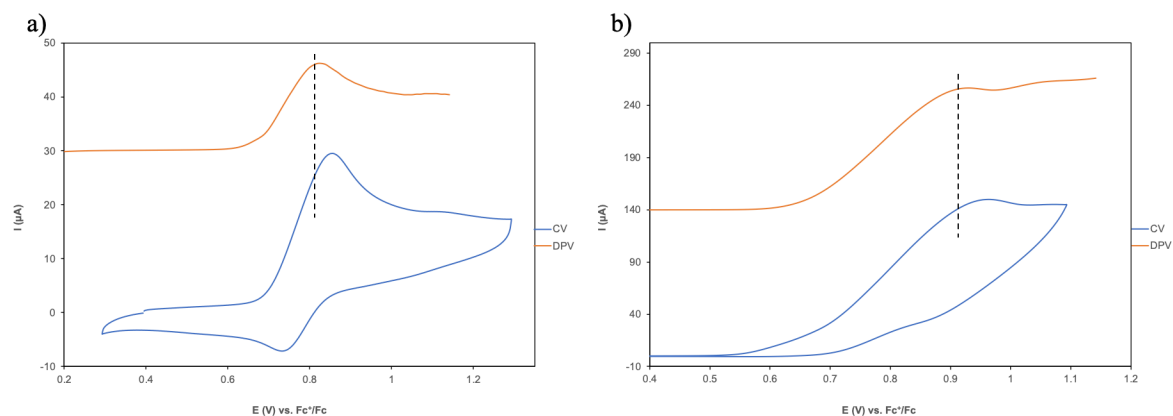 a)
50
40
30
20
10
0
-10
I (µA)
0.2 0.4 0.6 0.8 1 1.2
E (V) vs. Fc⁺/Fc
CV
DPV
b)
290
240
190
140
90
40
-10
I (µA)
0.4 0.5 0.6 0.7 0.8 0.9 1 1.1 1.2
E (V) vs. Fc⁺/Fc
CV
DPV